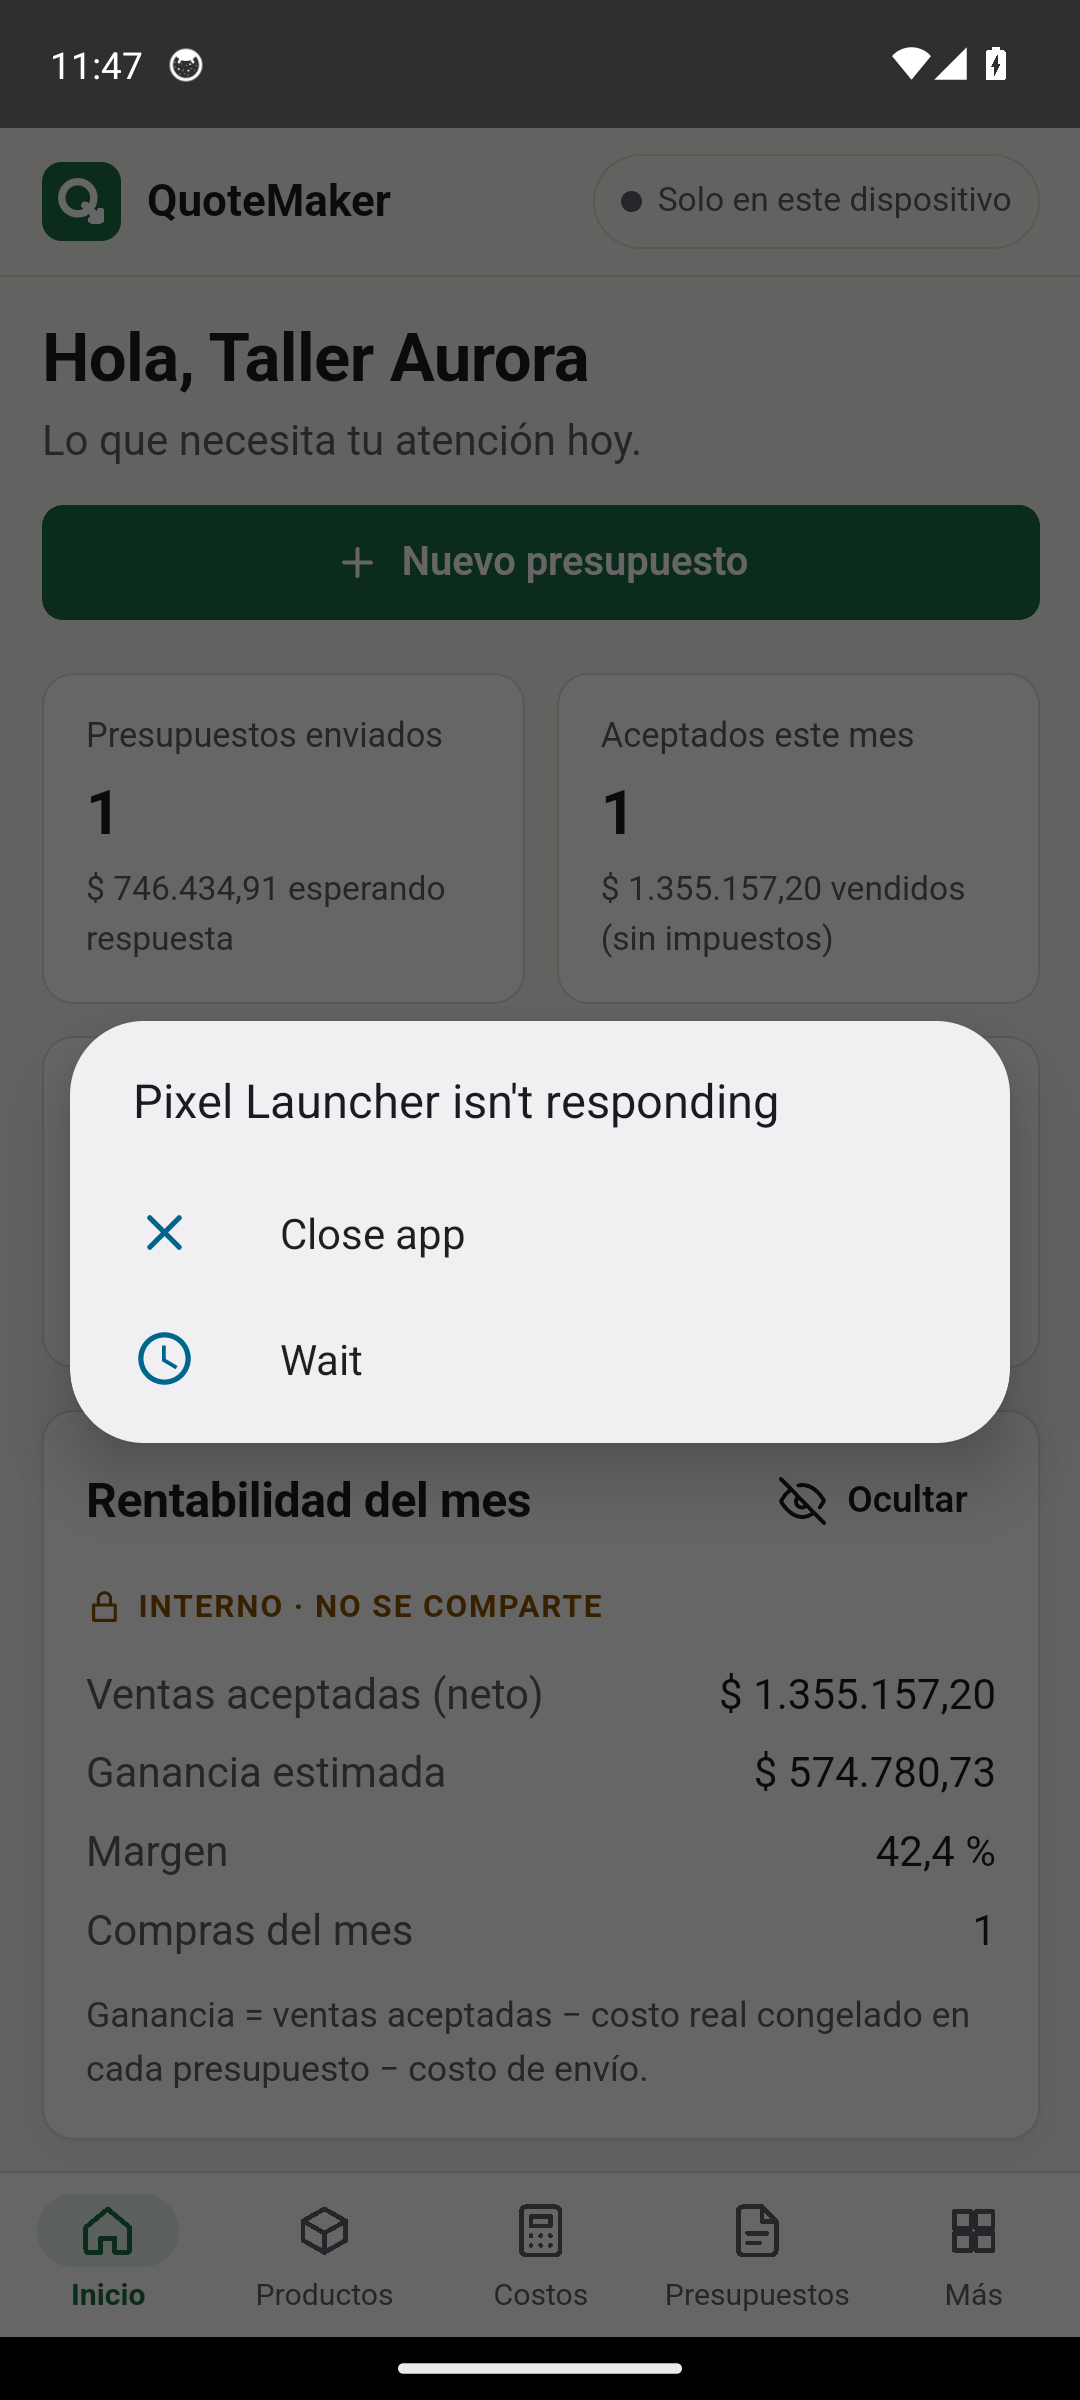 11:47
QuoteMaker
Solo en este dispositivo
Hola, Taller Aurora
Lo que necesita tu atención hoy.
Nuevo presupuesto
Presupuestos enviados
1
$ 746.434,91 esperando
respuesta
Aceptados este mes
1
$ 1.355.157,20 vendidos
(sin impuestos)
Pixel Launcher isn't responding
Close app
Wait
Rentabilidad del mes
Ocultar
INTERNO · NO SE COMPARTE
Ventas aceptadas (neto) $ 1.355.157,20
Ganancia estimada $ 574.780,73
Margen 42,4 %
Compras del mes 1
Ganancia = ventas aceptadas − costo real congelado en
cada presupuesto − costo de envío.
Inicio
Productos
Costos
Presupuestos
Más